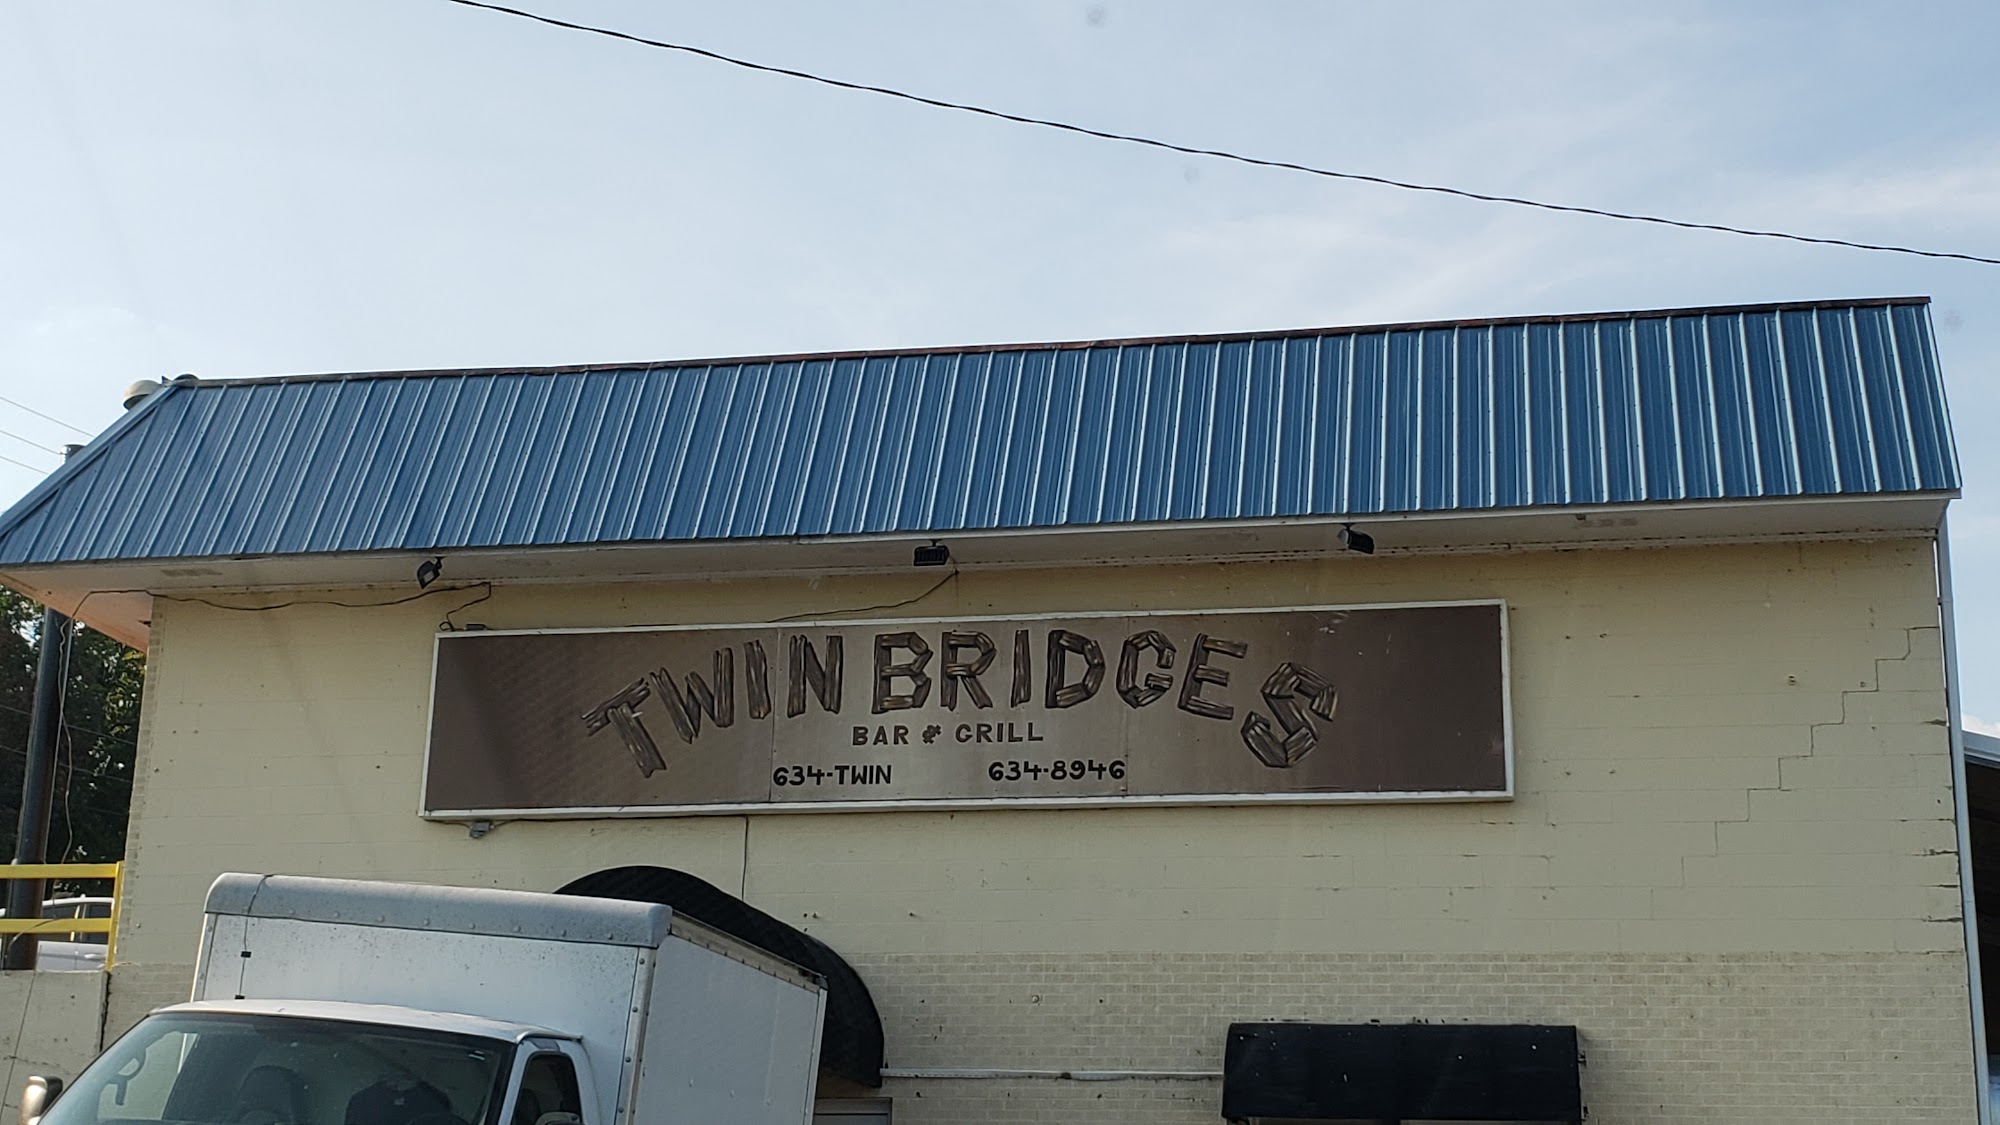 TWIN BRIDGES
BAR & GRILL
634-TWIN 634-8946